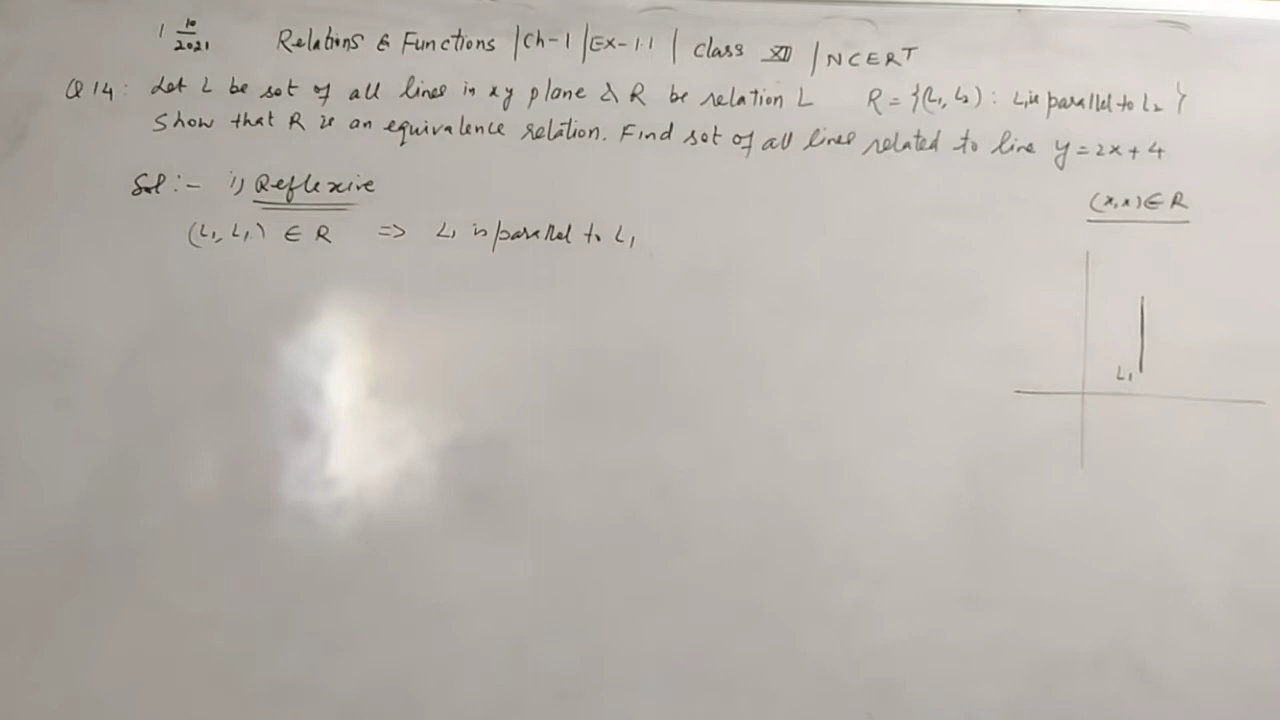 1 10/2021 Relations & Functions | Ch-1 | Ex-1.1 | Class XII | NCERT
Q 14: Let L be set of all lines in xy plane & R be relation L R = {(L₁, L₂) : L₁ is parallel to L₂}
Show that R is an equivalence relation. Find set of all lines related to line y = 2x + 4
Sol :- i) Reflexive
(x, x) ∈ R
(L₁, L₁) ∈ R => L₁ is parallel to L₁
L₁